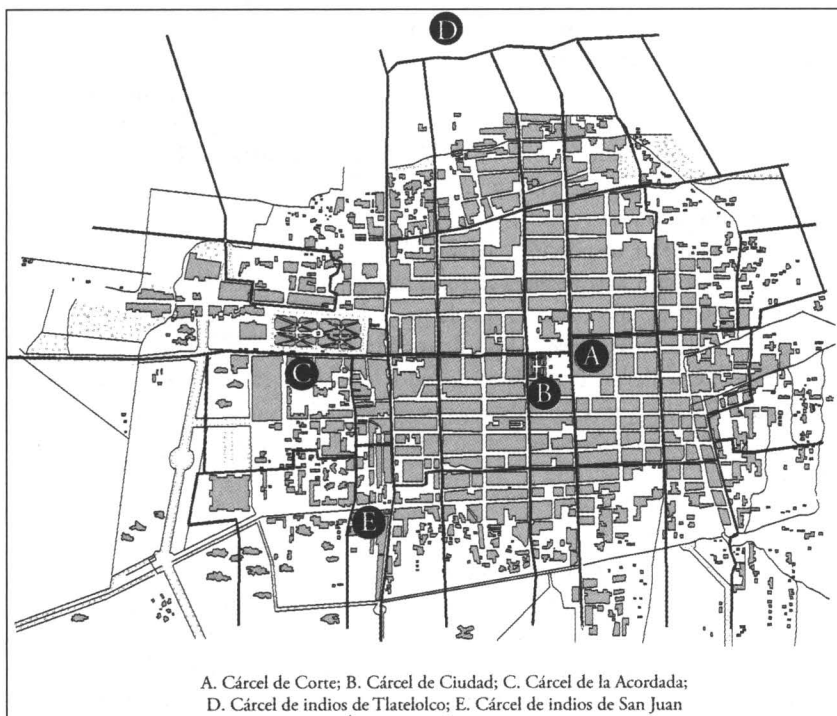 D
A
C
B
E
A. Cárcel de Corte; B. Cárcel de Ciudad; C. Cárcel de la Acordada;
D. Cárcel de indios de Tlatelolco; E. Cárcel de indios de San Juan